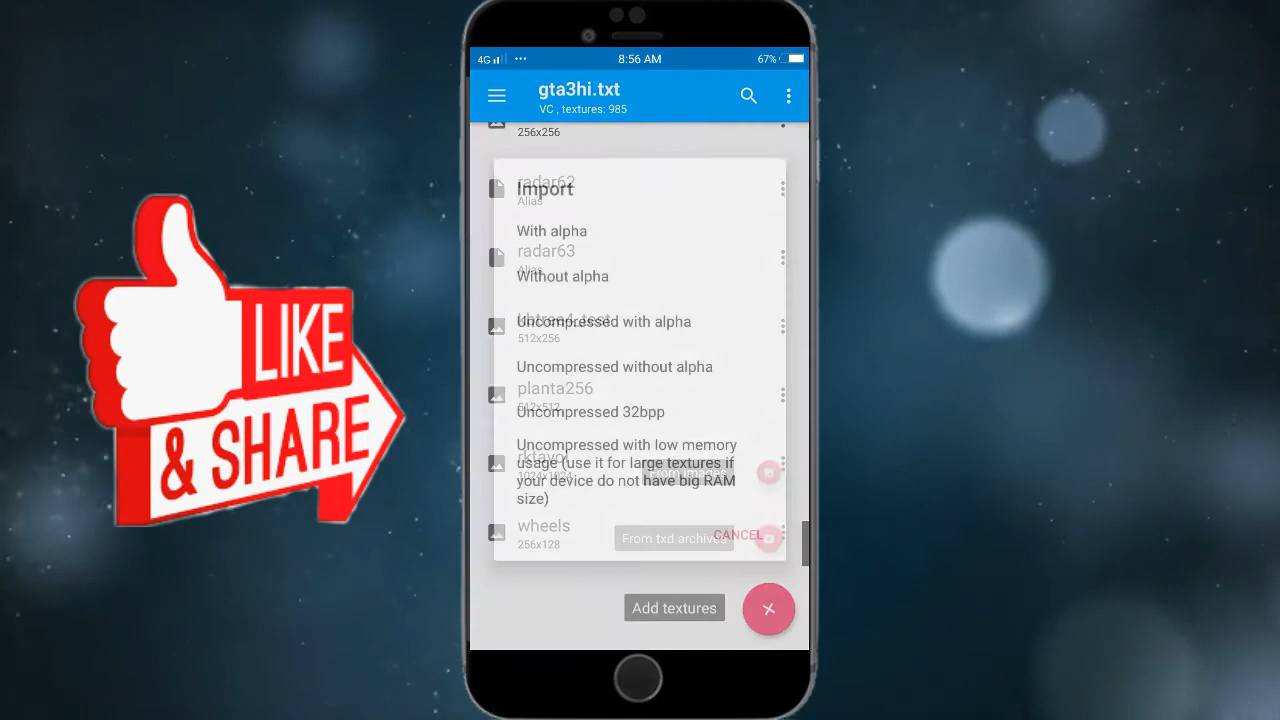 4G
8:56 AM
67%
gta3hi.txt
VC , textures: 985
256x256
radar62
Import
Alias
With alpha
radar63
Alias
Without alpha
Uncompressed with alpha
512x256
Uncompressed without alpha
planta256
512x512
Uncompressed 32bpp
Uncompressed with low memory
usage (use it for large textures if
your device do not have big RAM
size)
From images
1024x1024
wheels
256x128
From txd archives
CANCEL
Add textures
LIKE
& SHARE